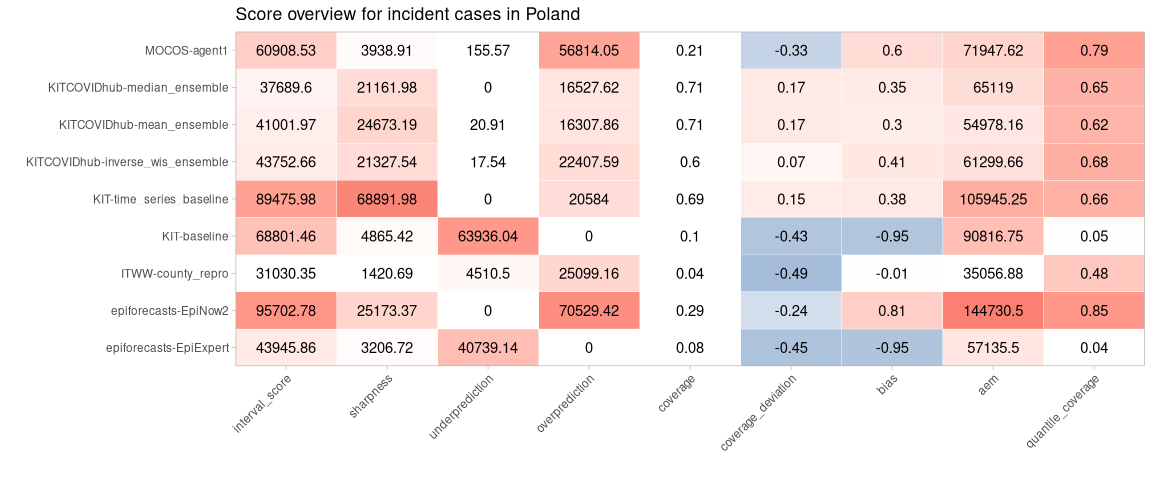 Score overview for incident cases in Poland
MOCOS-agent1 60908.53 3938.91 155.57 56814.05 0.21 -0.33 0.6 71947.62 0.79
KITCOVIDhub-median_ensemble 37689.6 21161.98 0 16527.62 0.71 0.17 0.35 65119 0.65
KITCOVIDhub-mean_ensemble 41001.97 24673.19 20.91 16307.86 0.71 0.17 0.3 54978.16 0.62
KITCOVIDhub-inverse_wis_ensemble 43752.66 21327.54 17.54 22407.59 0.6 0.07 0.41 61299.66 0.68
KIT-time_series_baseline 89475.98 68891.98 0 20584 0.69 0.15 0.38 105945.25 0.66
KIT-baseline 68801.46 4865.42 63936.04 0 0.1 -0.43 -0.95 90816.75 0.05
ITWW-county_repro 31030.35 1420.69 4510.5 25099.16 0.04 -0.49 -0.01 35056.88 0.48
epiforecasts-EpiNow2 95702.78 25173.37 0 70529.42 0.29 -0.24 0.81 144730.5 0.85
epiforecasts-EpiExpert 43945.86 3206.72 40739.14 0 0.08 -0.45 -0.95 57135.5 0.04
interval_score sharpness underprediction overprediction coverage coverage_deviation bias aem quantile_coverage